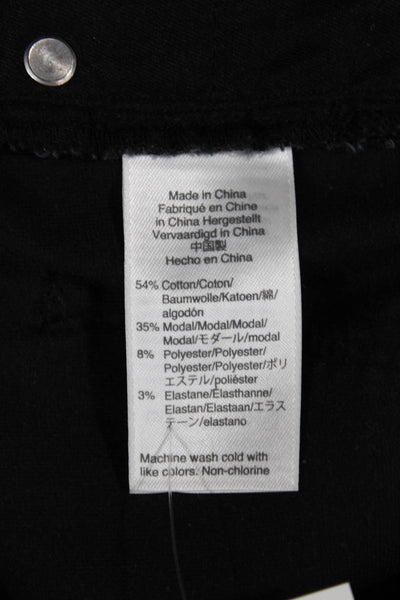 Made in China
Fabriqué en Chine
in China Hergestellt
Vervaardigd in China
中国製
Hecho en China
54% Cotton/Coton/
Baumwolle/Katoen/綿/
algodón
35% Modal/Modal/Modal/
Modal/モダール/modal
8% Polyester/Polyester/
Polyester/Polyester/ポリ
エステル/poliéster
3% Elastane/Élasthanne/
Elastan/Elastaan/エラス
テーン/elastano
Machine wash cold with
like colors. Non-chlorine